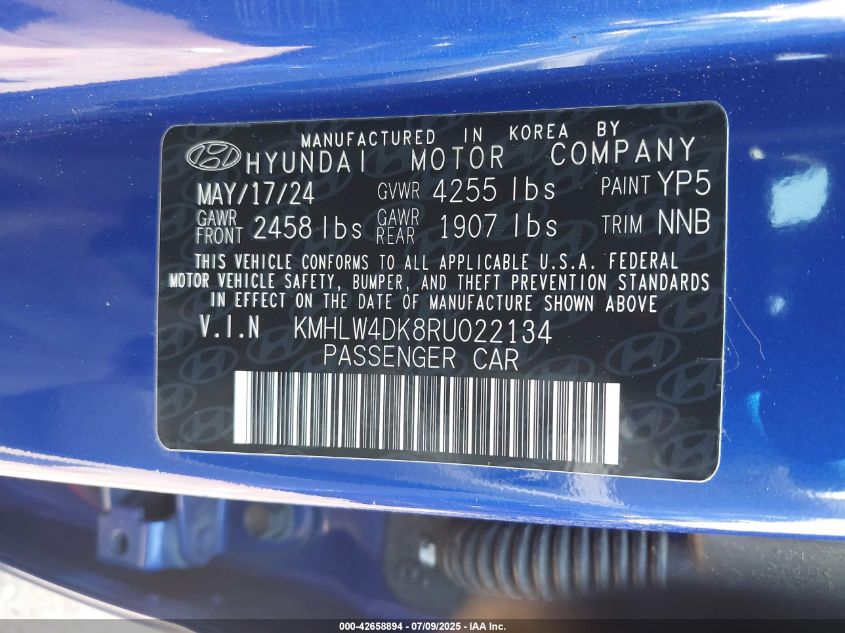 MANUFACTURED IN KOREA BY
HYUNDAI MOTOR COMPANY
MAY/17/24 GVWR 4255 lbs PAINT YP5
GAWR FRONT 2458 lbs GAWR REAR 1907 lbs TRIM NNB
THIS VEHICLE CONFORMS TO ALL APPLICABLE U.S.A. FEDERAL
MOTOR VEHICLE SAFETY, BUMPER, AND THEFT PREVENTION STANDARDS
IN EFFECT ON THE DATE OF MANUFACTURE SHOWN ABOVE
V.I.N KMHLW4DK8RU022134
PASSENGER CAR
000-42658894 - 07/09/2025 - IAA Inc.